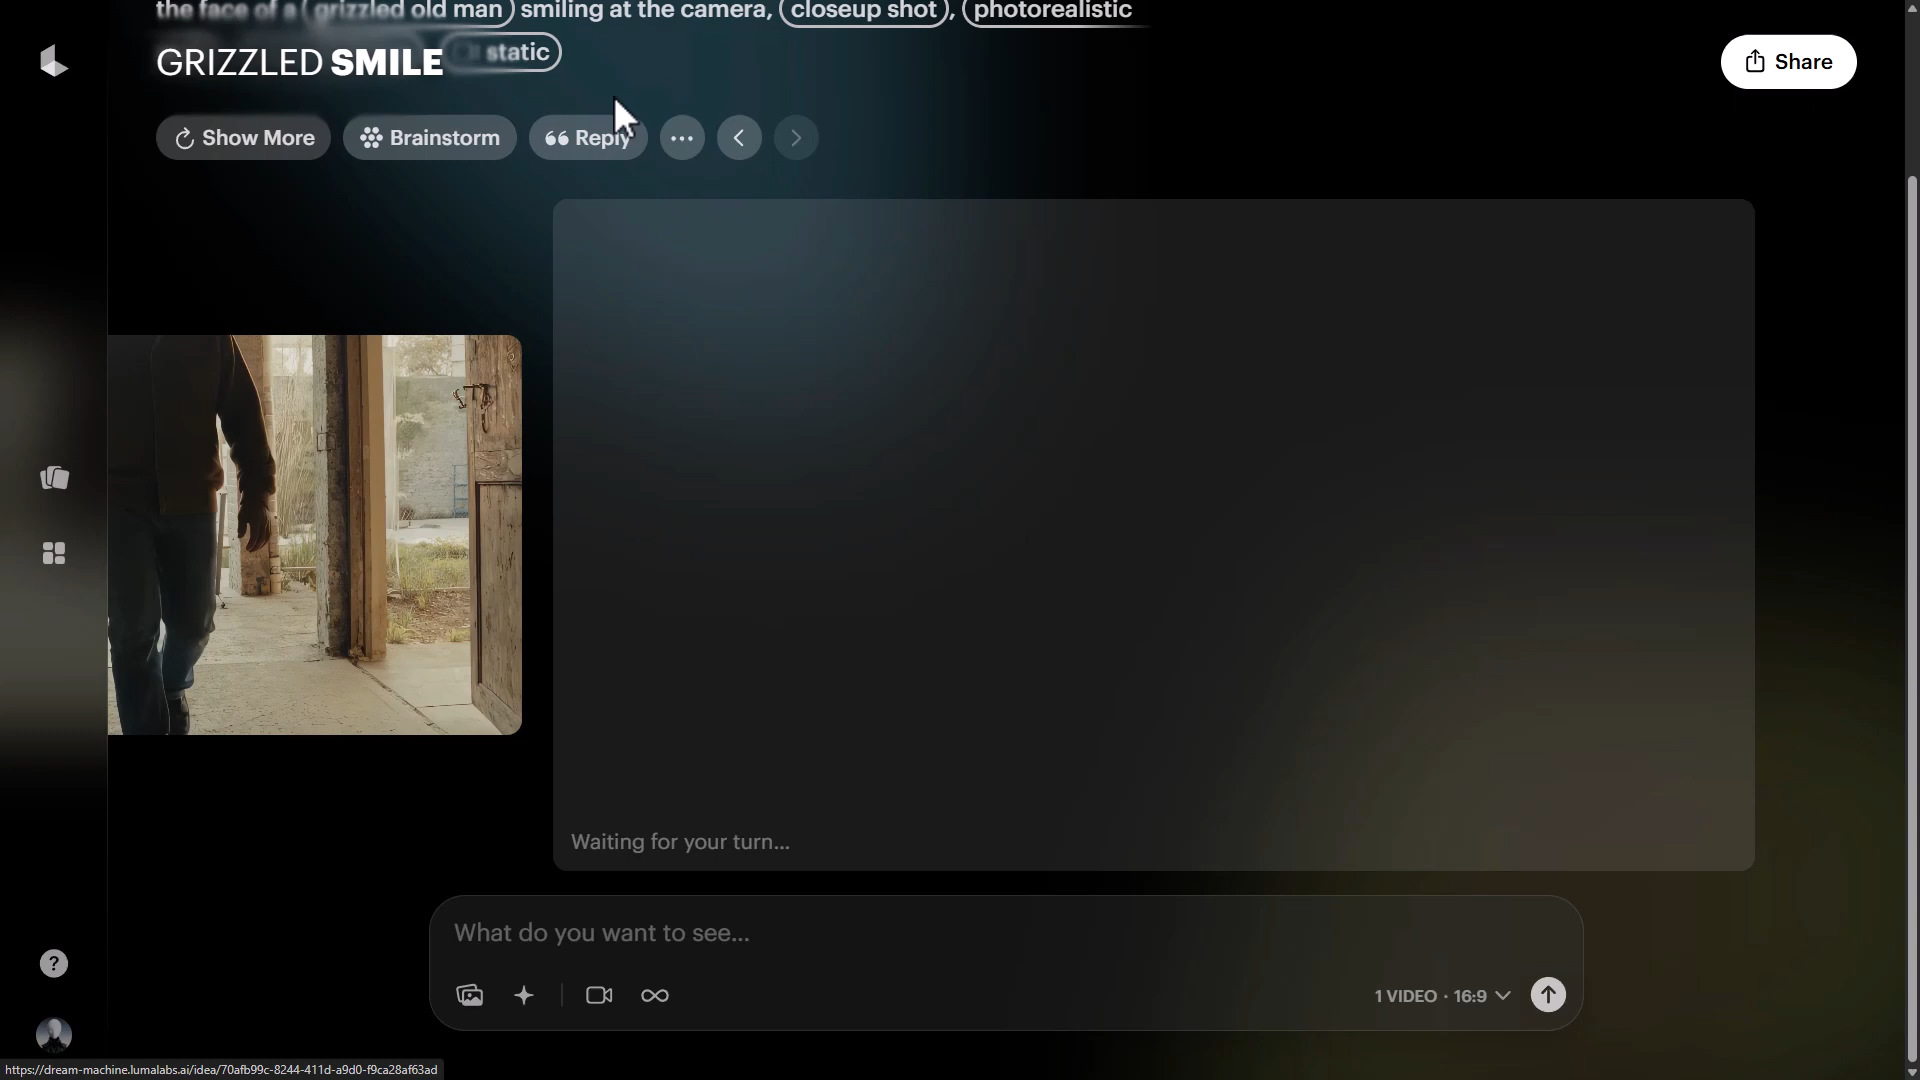 the face of a grizzled old man smiling at the camera, closeup shot, photorealistic
static
GRIZZLED SMILE
Share
Show More
Brainstorm
Reply
Waiting for your turn...
What do you want to see...
1 VIDEO · 16:9
?
https://dream-machine.lumalabs.ai/idea/70afb99c-8244-411d-a9d0-f9ca28af63ad